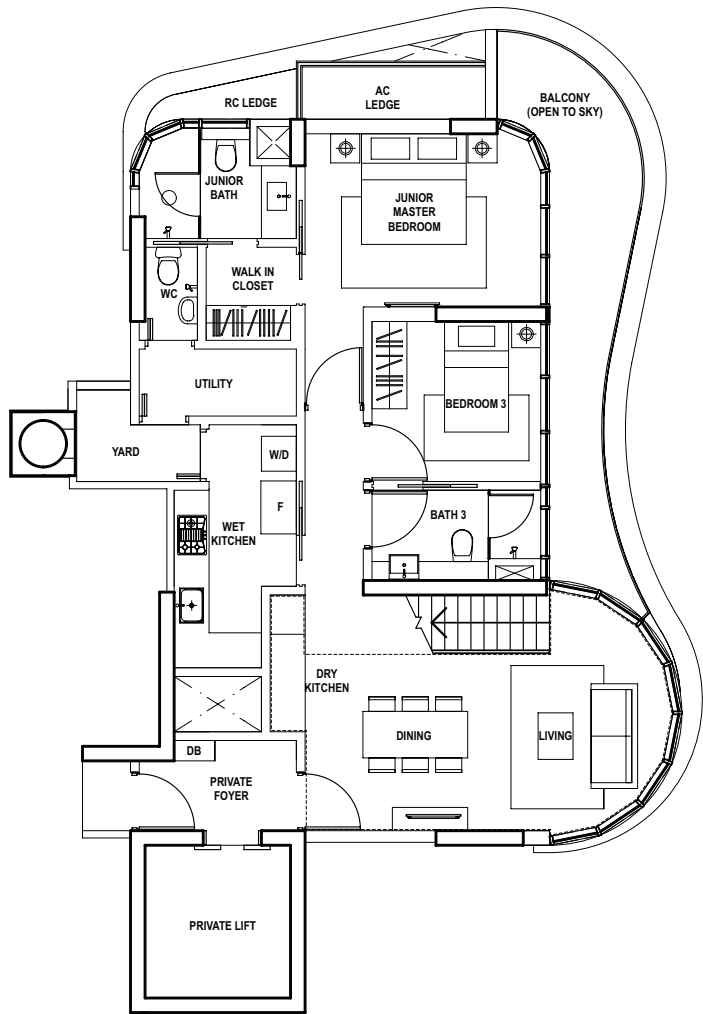 RC LEDGE
AC
LEDGE
BALCONY
(OPEN TO SKY)
JUNIOR
BATH
JUNIOR
MASTER
BEDROOM
WALK IN
CLOSET
WC
UTILITY
BEDROOM 3
YARD
W/D
F
WET
KITCHEN
BATH 3
DRY
KITCHEN
DINING
LIVING
DB
PRIVATE
FOYER
PRIVATE LIFT